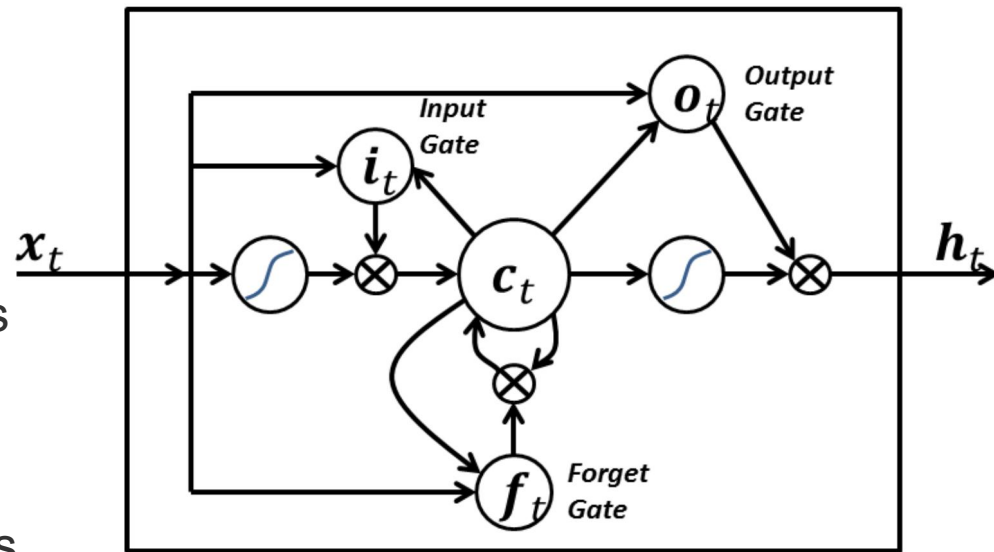 o_t
Output
Gate
Input
Gate
i_t
x_t
c_t
h_t
s
f_t
Forget
Gate
s